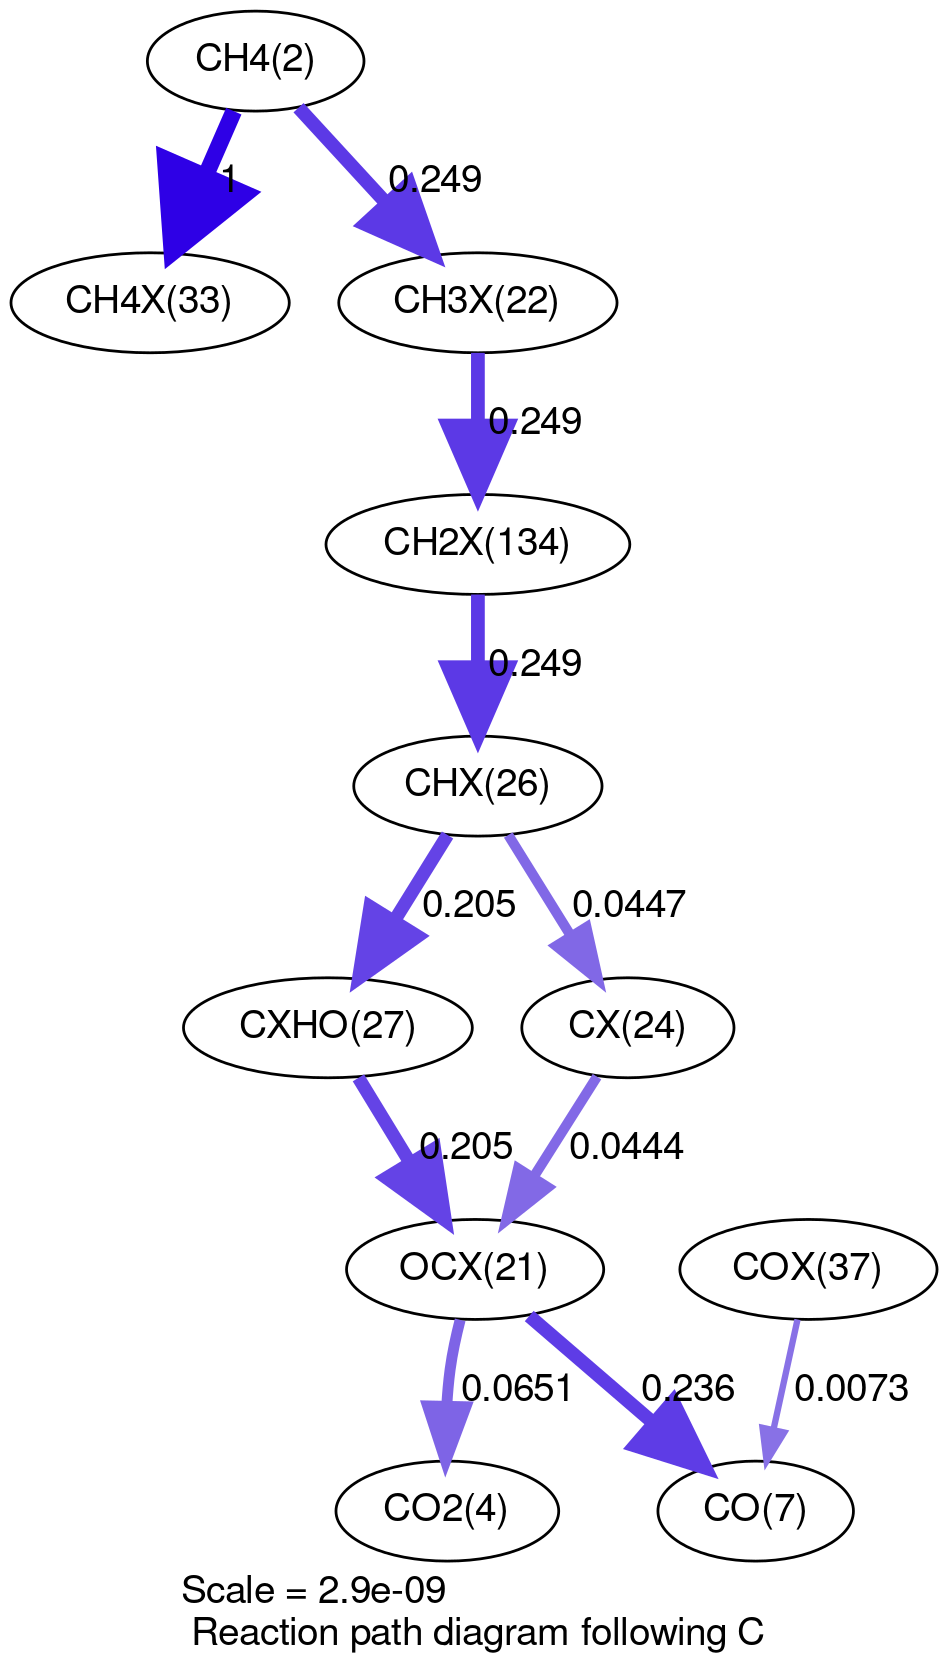 CH4(2)
1
0.249
CH4X(33)
CH3X(22)
0.249
CH2X(134)
0.249
CHX(26)
0.205
0.0447
CXHO(27)
CX(24)
0.205
0.0444
OCX(21)
COX(37)
0.0651
0.236
0.0073
CO2(4)
CO(7)
Scale = 2.9e-09
Reaction path diagram following C